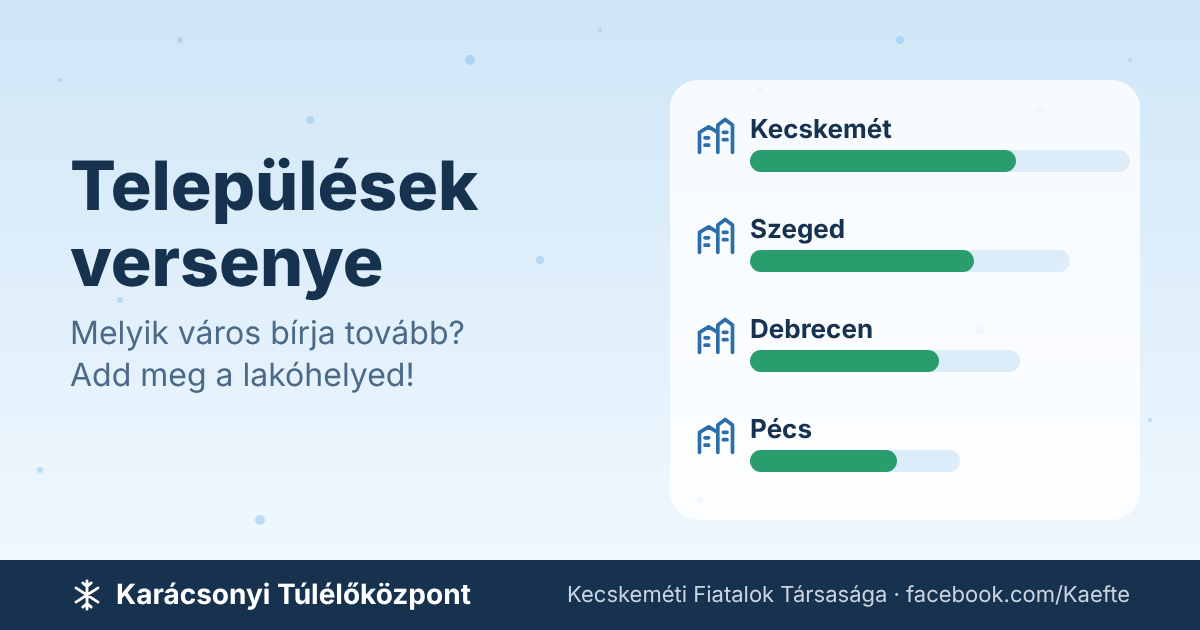 Települések
versenye
Melyik város bírja tovább?
Add meg a lakóhelyed!
Kecskemét
Szeged
Debrecen
Pécs
Karácsonyi Túlélőközpont
Kecskeméti Fiatalok Társasága · facebook.com/Kaefte